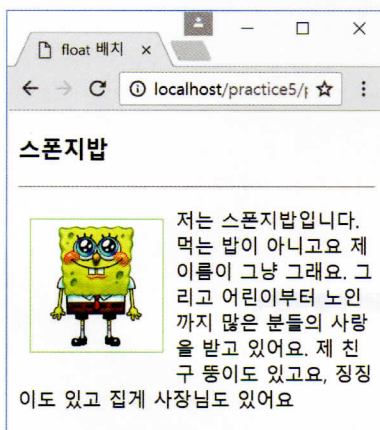 float 배치
localhost/practice5/
스폰지밥
저는 스폰지밥입니다.
먹는 밥이 아니고요 제
이름이 그냥 그래요. 그
리고 어린이부터 노인
까지 많은 분들의 사랑
을 받고 있어요. 제 친
구 뚱이도 있고요, 징징
이도 있고 집게 사장님도 있어요